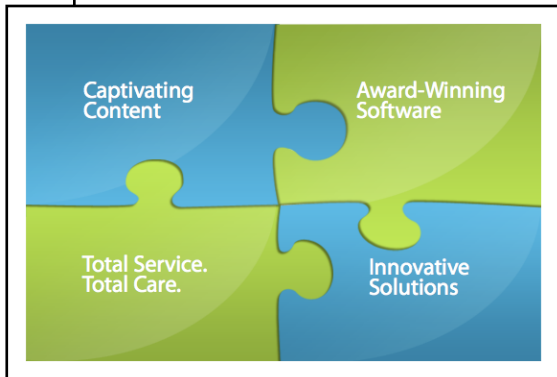 Captivating
Content
Award-Winning
Software
Total Service.
Total Care.
Innovative
Solutions